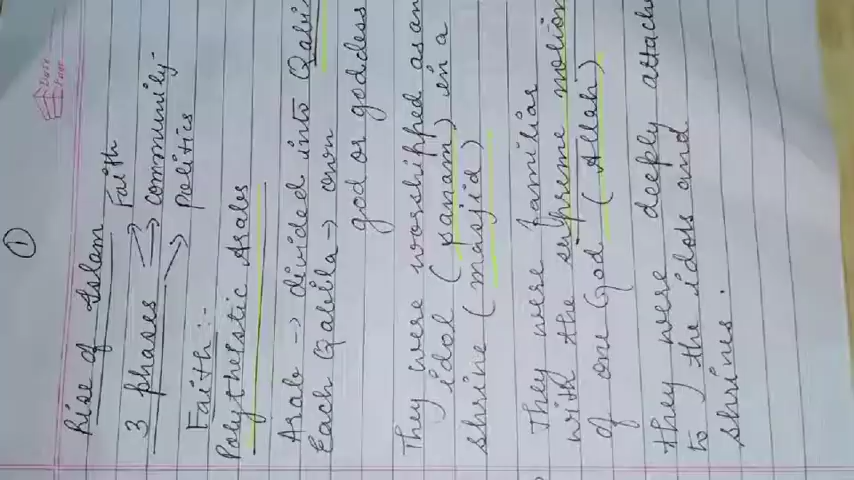 ①
Rise of Islam
3 phases → Faith
→ community
→ politics
Faith:-
Polytheistic Arabs
Arab → divided into
Each Qabila → own
god or goddess
They were worshipped as an
idol (sanam) in a
shrine (masjid)
They were familiar
with the supreme notion
of one God (Allah)
they were deeply
to the idols and
shrines.